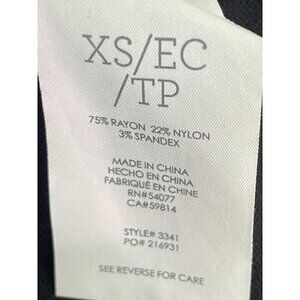 XS/EC
/TP
75% RAYON 22% NYLON
3% SPANDEX
MADE IN CHINA
HECHO EN CHINA
FABRIQUÉ EN CHINE
RN#54077
CA#59814
STYLE# 3341
PO# 216931
SEE REVERSE FOR CARE